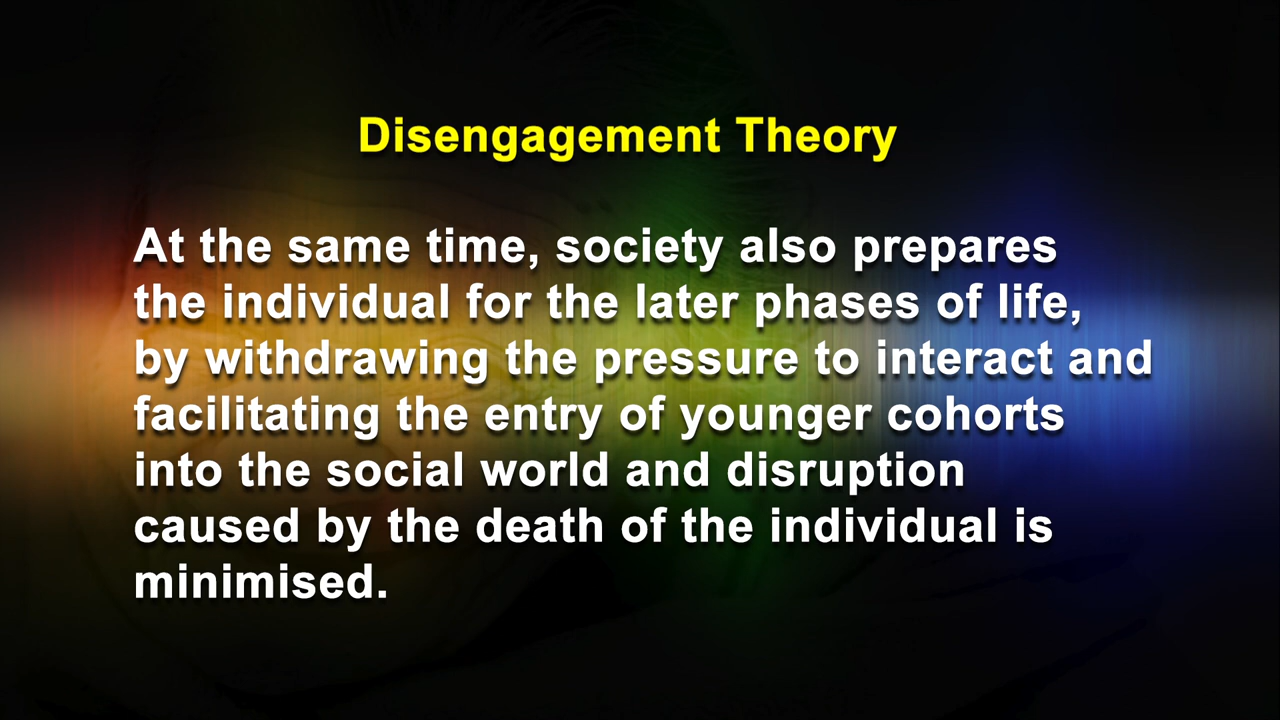 Disengagement Theory
At the same time, society also prepares
the individual for the later phases of life,
by withdrawing the pressure to interact and
facilitating the entry of younger cohorts
into the social world and disruption
caused by the death of the individual is
minimised.